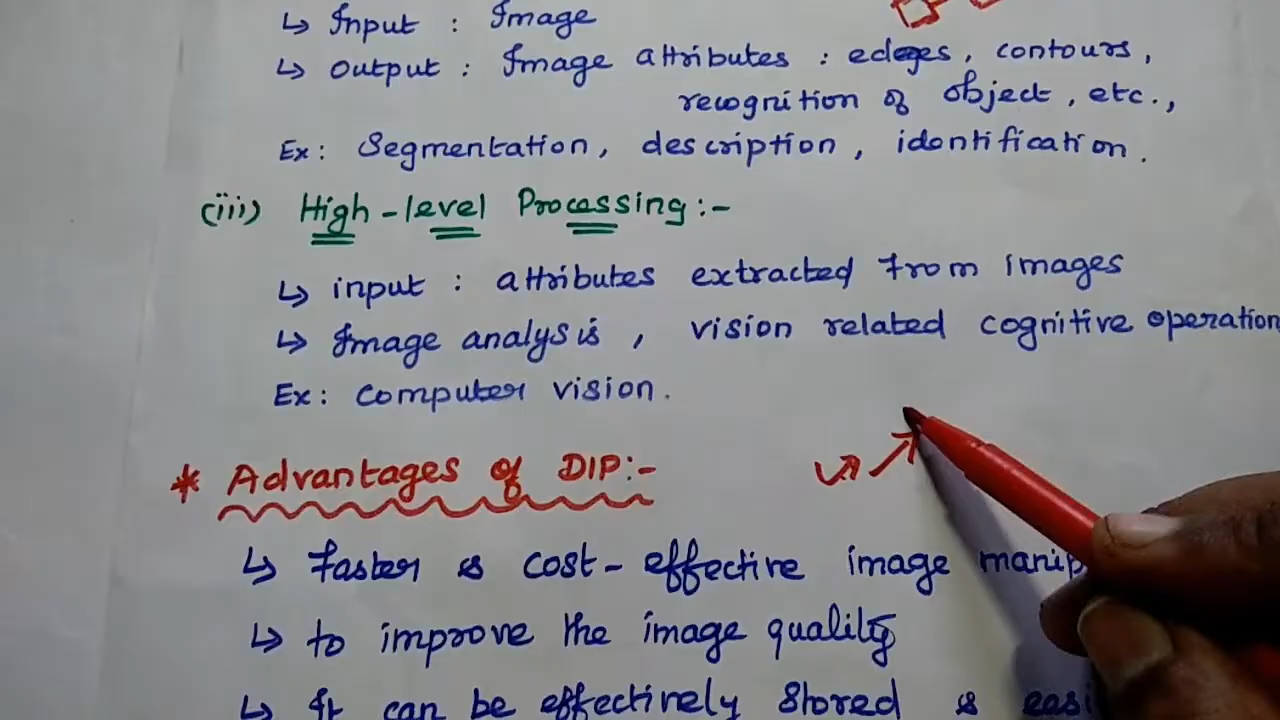 ↳ Input : Image
↳ Output : Image attributes : edges, contours,
recognition of object, etc.,
Ex: Segmentation, description, identification.
(iii) High-level Processing:-
↳ input : attributes extracted from images
↳ Image analysis, vision related cognitive operation
Ex: Computer vision.
* Advantages of DIP:-
↳ Faster & cost-effective image
↳ to improve the image quality
↳ It can be effectively stored &